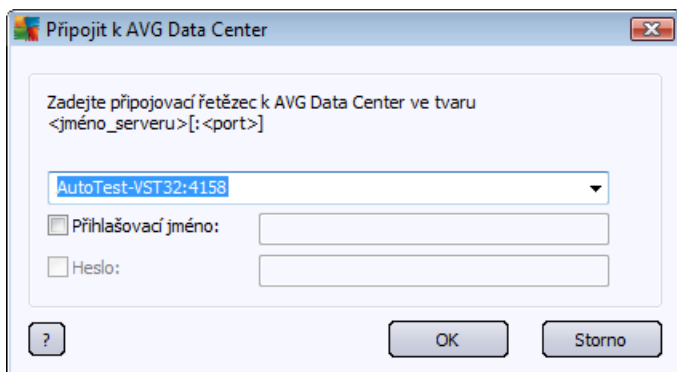 Připojit k AVG Data Center
Zadejte připojovací řetězec k AVG Data Center ve tvaru
<jméno_serveru>[:<port>]
AutoTest-VST32:4158
Přihlašovací jméno:
Heslo:
?
OK
Storno